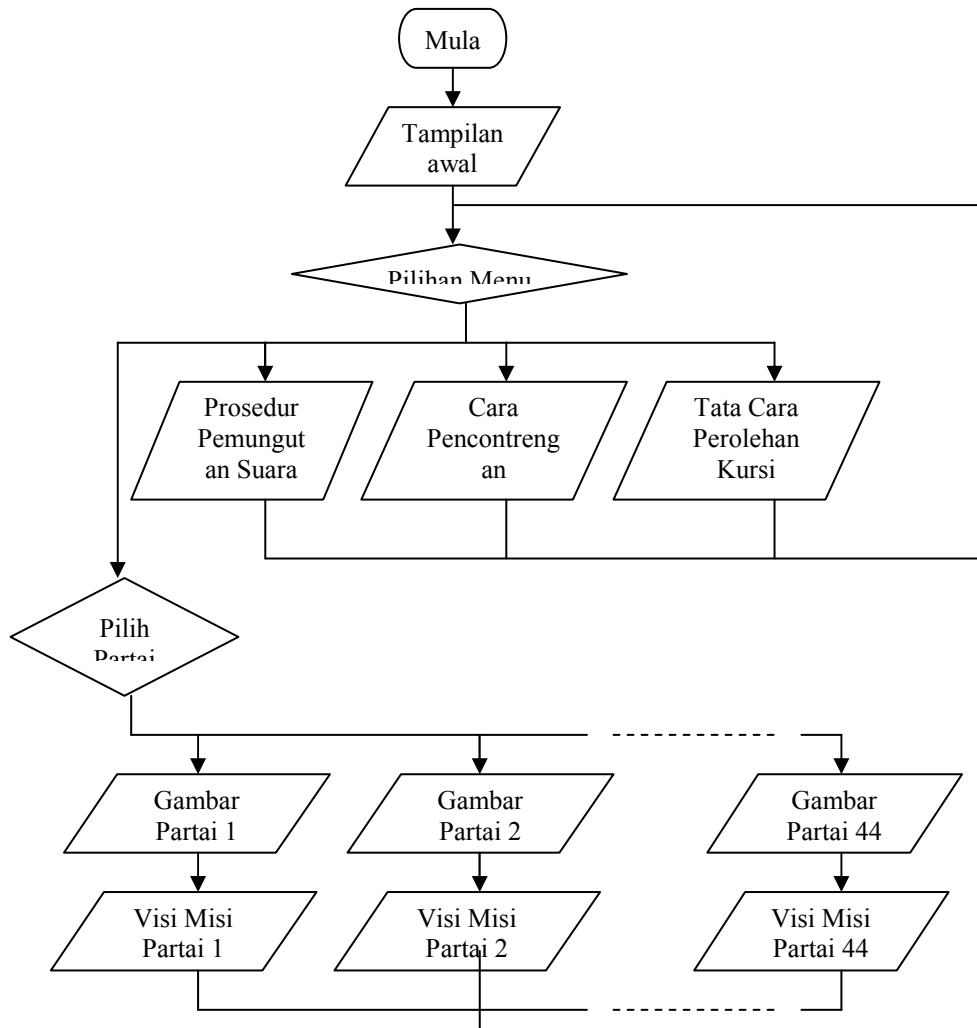 Mula
Tampilan
awal
Pilihan Menu
Prosedur
Pemungut
an Suara
Cara
Pencontreng
an
Tata Cara
Perolehan
Kursi
Pilih
Partai
Gambar
Partai 1
Gambar
Partai 2
Gambar
Partai 44
Visi Misi
Partai 1
Visi Misi
Partai 2
Visi Misi
Partai 44